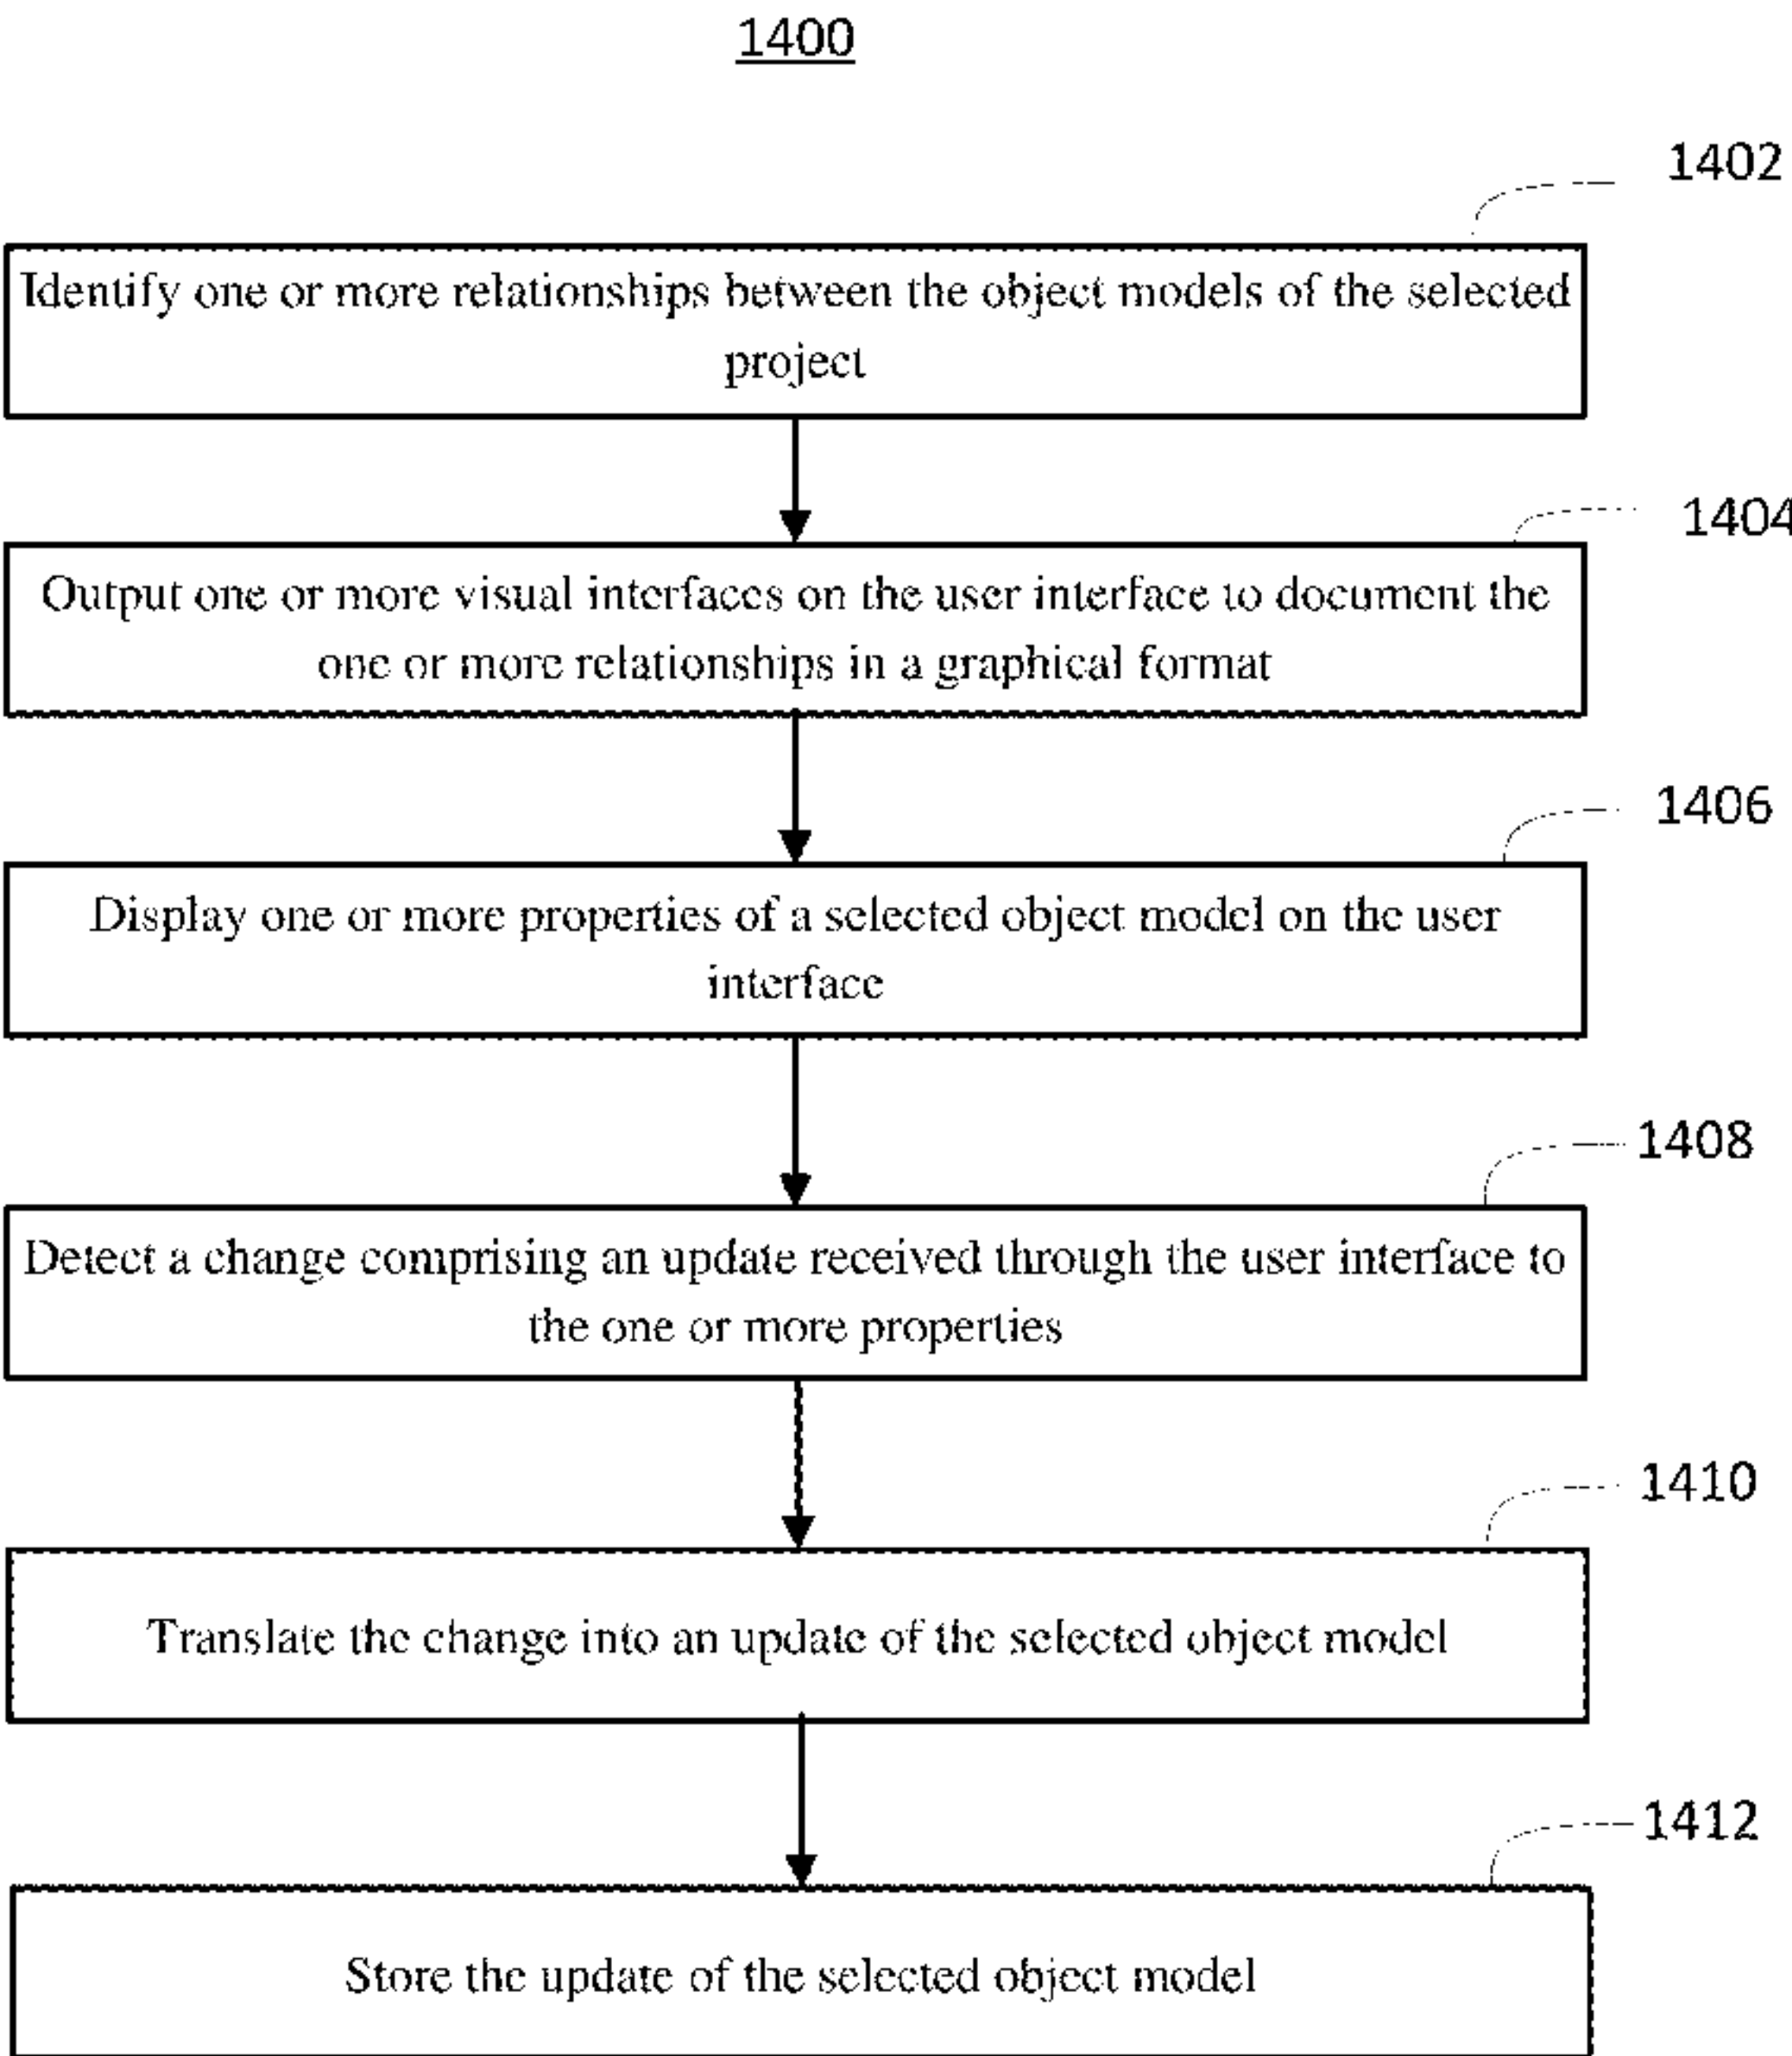 1400
1402
Identify one or more relationships between the object models of the selected
project
1404
Output one or more visual interfaces on the user interface to document the
one or more relationships in a graphical format
1406
Display one or more properties of a selected object model on the user
interface
1408
Detect a change comprising an update received through the user interface to
the one or more properties
1410
Translate the change into an update of the selected object model
1412
Store the update of the selected object model